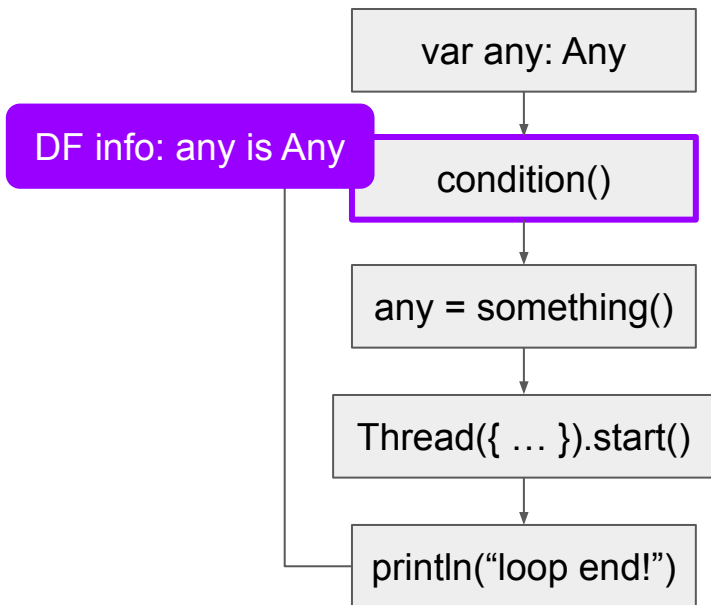 var any: Any
DF info: any is Any
condition()
any = something()
Thread({ … }).start()
println(“loop end!”)